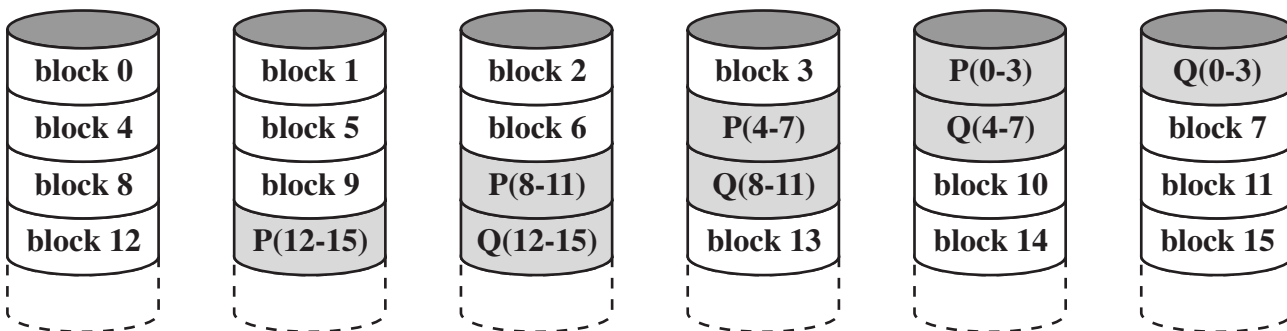 block 0 block 1 block 2 block 3 P(0-3) Q(0-3)
block 4 block 5 block 6 P(4-7) Q(4-7) block 7
block 8 block 9 P(8-11) Q(8-11) block 10 block 11
block 12 P(12-15) Q(12-15) block 13 block 14 block 15